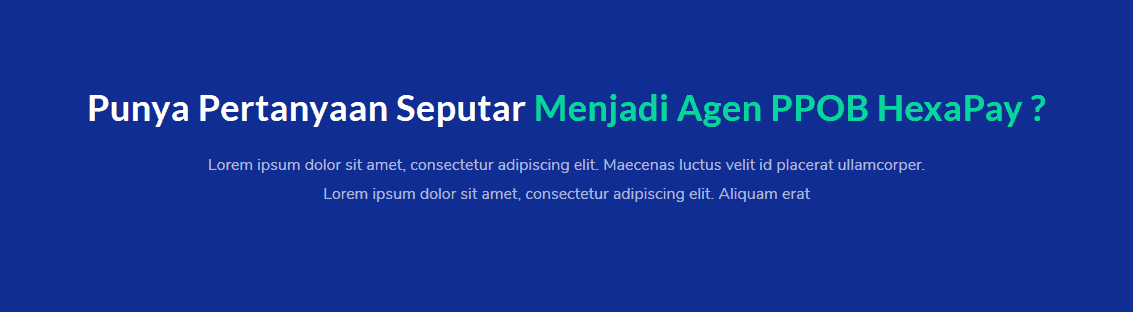 Punya Pertanyaan Seputar Menjadi Agen PPOB HexaPay ?
Lorem ipsum dolor sit amet, consectetur adipiscing elit. Maecenas luctus velit id placerat ullamcorper.
Lorem ipsum dolor sit amet, consectetur adipiscing elit. Aliquam erat